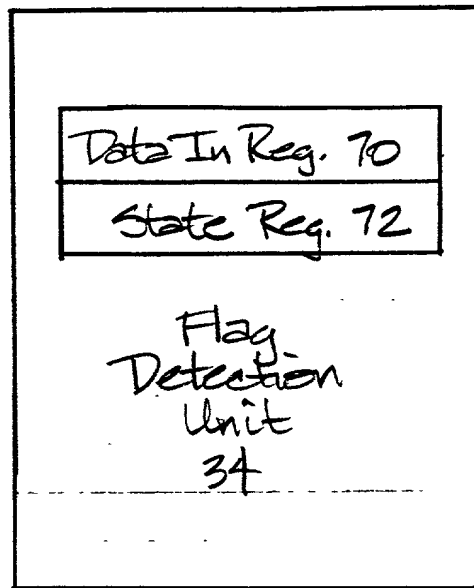 Data In Reg. 70
State Reg. 72
Flag
Detection
Unit
34